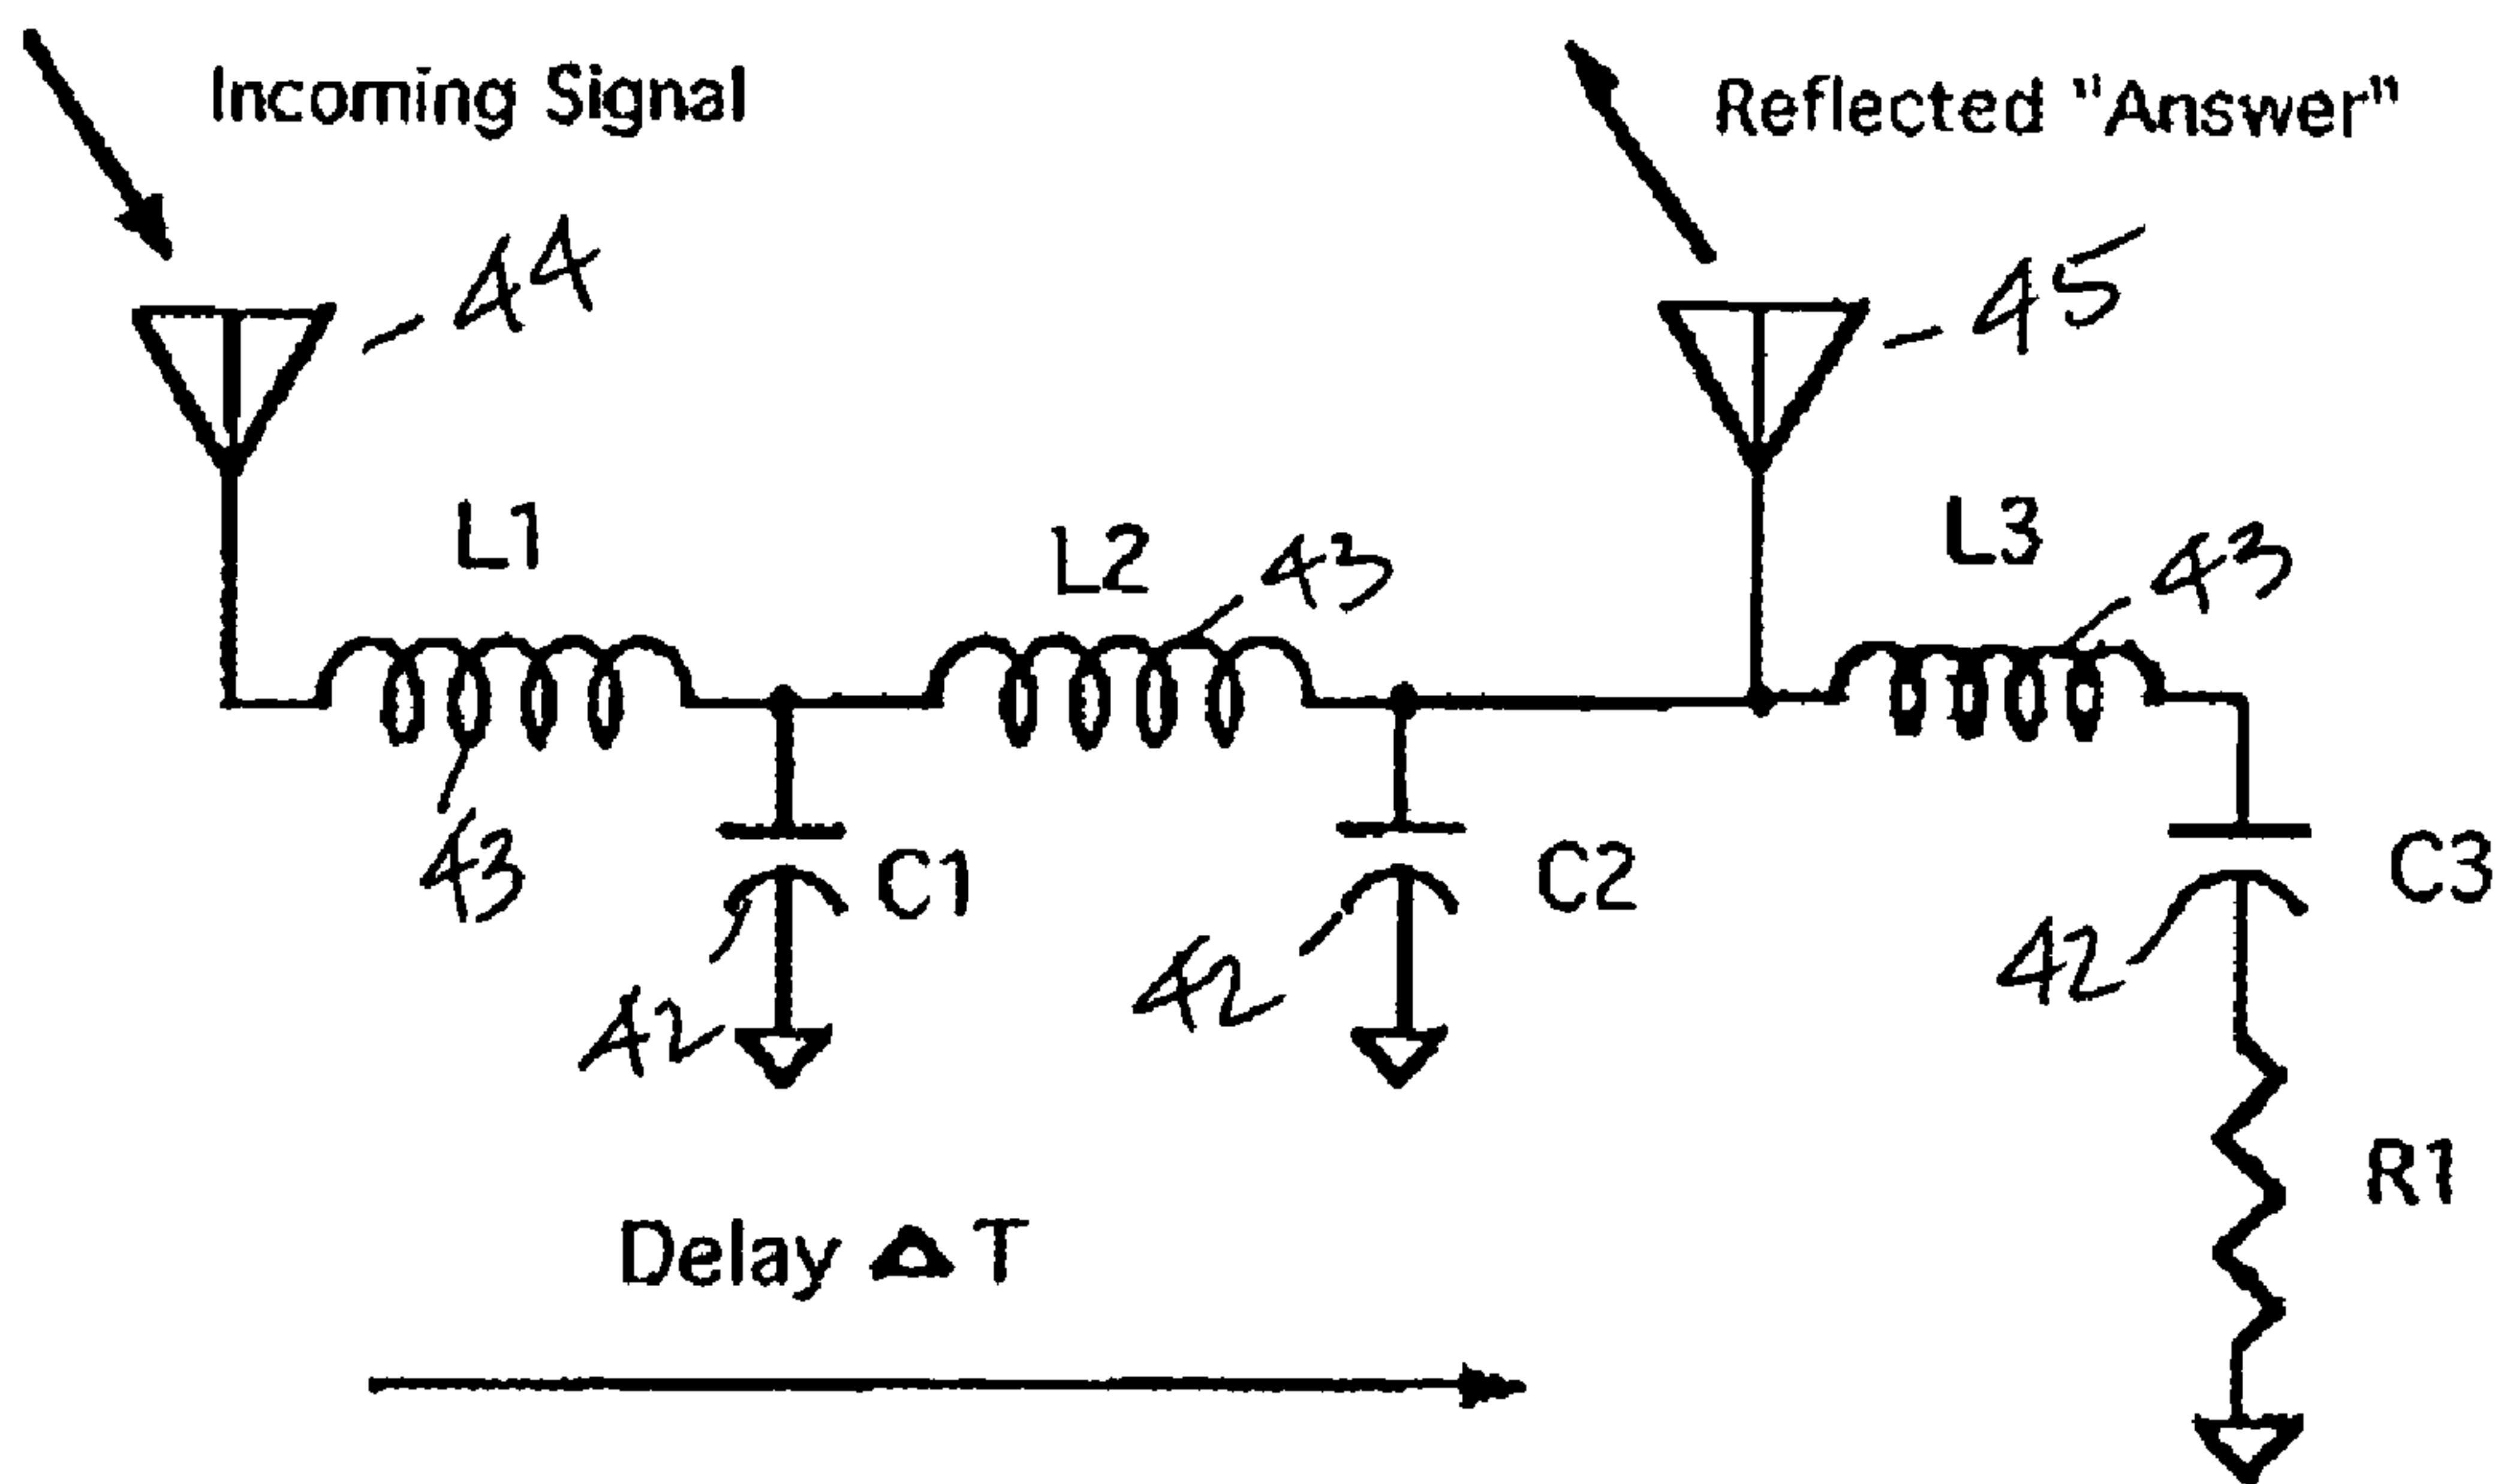 Incoming Signal
Reflected "Answer"
44
45
L1
L2
43
L3
43
43
C1
C2
C3
42
42
42
R1
Delay Δ T